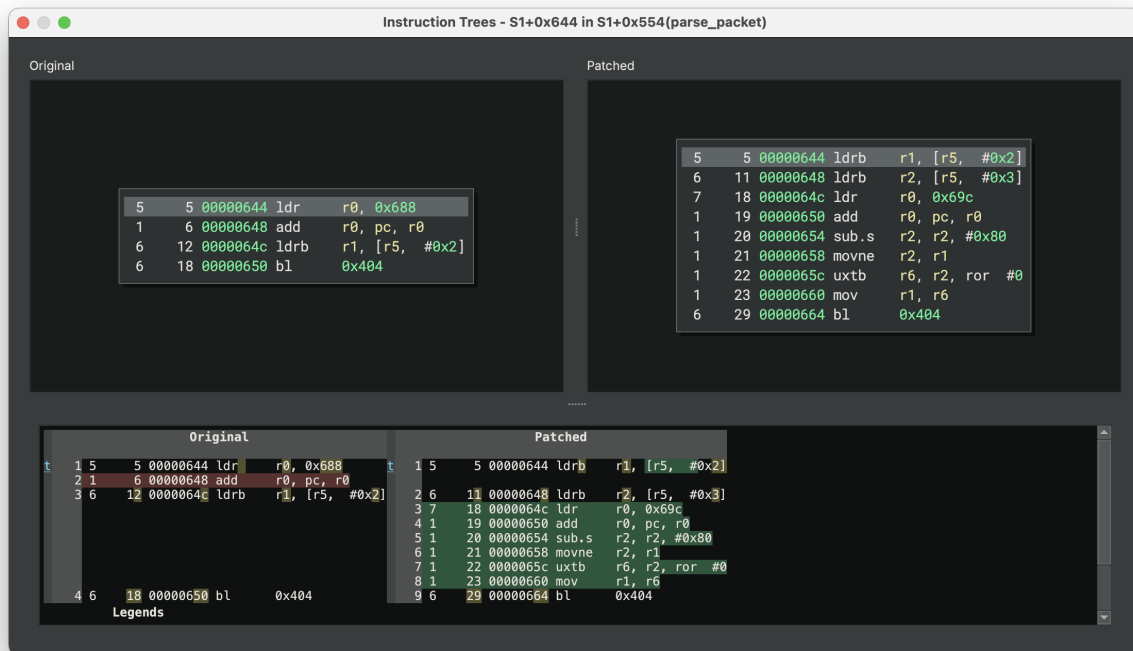 Instruction Trees - S1+0x644 in S1+0x554(parse_packet)
Original
5 5 00000644 ldr r0, 0x688
1 6 00000648 add r0, pc, r0
6 12 0000064c ldrb r1, [r5, #0x2]
6 18 00000650 bl 0x404
Patched
5 5 00000644 ldrb r1, [r5, #0x2]
6 11 00000648 ldrb r2, [r5, #0x3]
7 18 0000064c ldr r0, 0x69c
1 19 00000650 add r0, pc, r0
1 20 00000654 sub.s r2, r2, #0x80
1 21 00000658 movne r2, r1
1 22 0000065c uxtb r6, r2, ror #0
1 23 00000660 mov r1, r6
6 29 00000664 bl 0x404
Original Patched
t 1 5 5 00000644 ldr r0, 0x688 t 1 5 5 00000644 ldrb r1, [r5, #0x2]
2 1 6 00000648 add r0, pc, r0
3 6 12 0000064c ldrb r1, [r5, #0x2] 2 6 11 00000648 ldrb r2, [r5, #0x3]
3 7 18 0000064c ldr r0, 0x69c
4 1 19 00000650 add r0, pc, r0
5 1 20 00000654 sub.s r2, r2, #0x80
6 1 21 00000658 movne r2, r1
7 1 22 0000065c uxtb r6, r2, ror #0
8 1 23 00000660 mov r1, r6
4 6 18 00000650 bl 0x404 9 6 29 00000664 bl 0x404
Legends